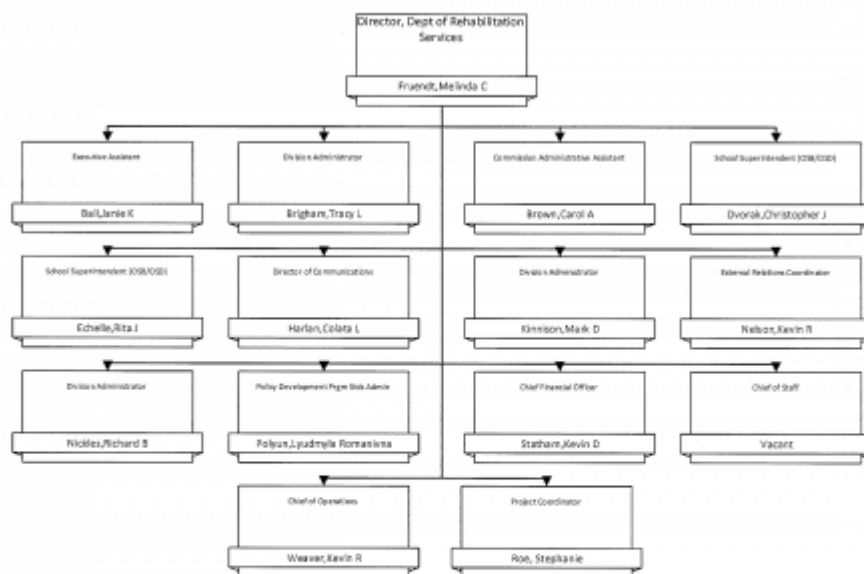 Director, Dept of Rehabilitation
Services
Fruendt,Melinda C
Executive Assistant
Division Administrator
Commission Administrative Assistant
School Superintendent (OSB/OSD)
Ball,Janie K
Brigham,Tracy L
Brown,Carol A
Dvorak,Christopher J
School Superintendent (OSB/OSD)
Director of Communications
Division Administrator
External Relations Coordinator
Echelle,Rita J
Harlan,Colata L
Kinnison,Mark D
Nelson,Kevin R
Division Administrator
Policy Development Prgm Stds Admin
Chief Financial Officer
Chief of Staff
Nickles,Richard B
Polyun,Lyudmyla Romanivna
Statham,Kevin D
Vacant
Chief of Operations
Project Coordinator
Weaver,Kevin R
Roe, Stephanie